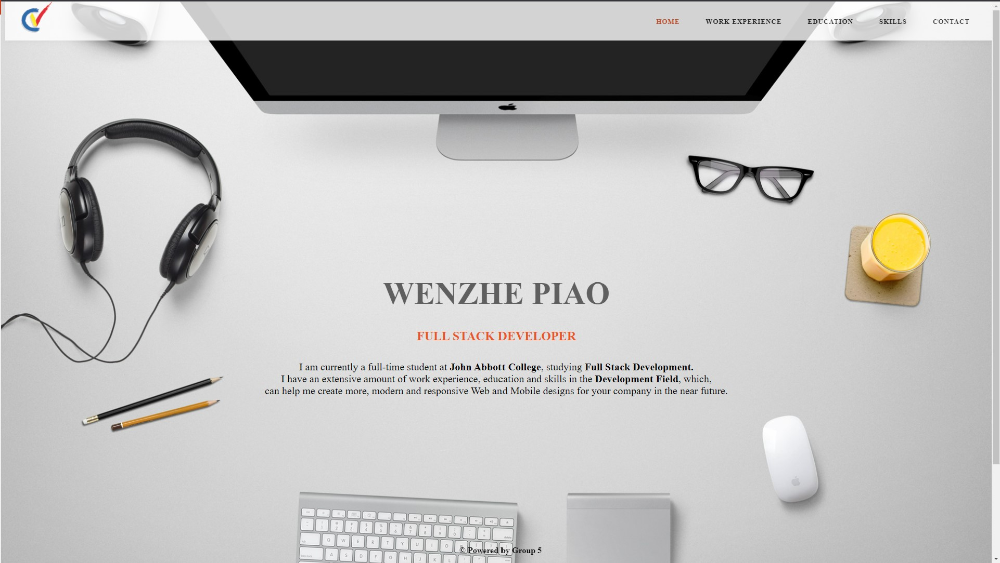 HOME WORK EXPERIENCE EDUCATION SKILLS CONTACT
WENZHE PIAO
FULL STACK DEVELOPER
I am currently a full-time student at John Abbott College, studying Full Stack Development.
I have an extensive amount of work experience, education and skills in the Development Field, which,
can help me create more, modern and responsive Web and Mobile designs for your company in the near future.
© Powered by Group 5